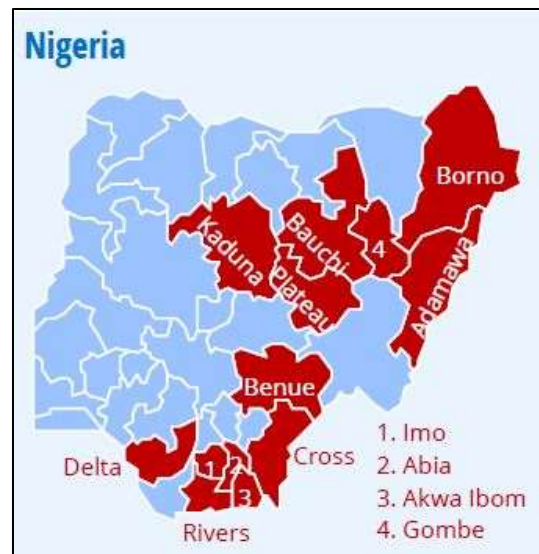 Nigeria
Borno
Kaduna
Bauchi
4
Plateau
Adamawa
Benue
Delta
1
2
3
Cross
Rivers
1. Imo
2. Abia
3. Akwa Ibom
4. Gombe